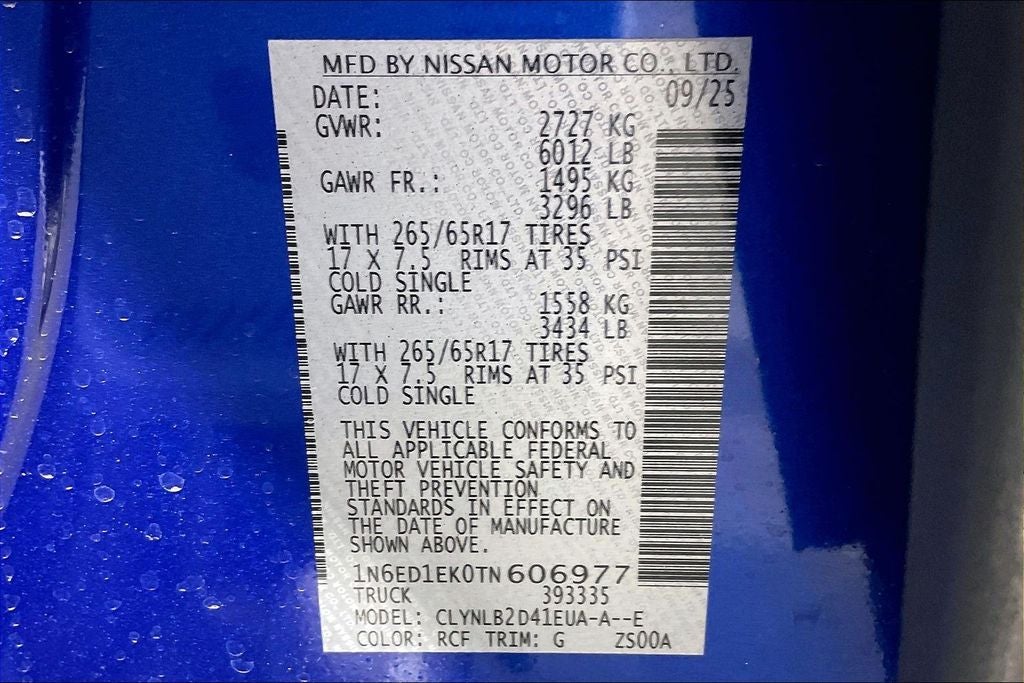 MFD BY NISSAN MOTOR CO., LTD.
DATE: 09/25
GVWR: 2727 KG
6012 LB
GAWR FR.: 1495 KG
3296 LB
WITH 265/65R17 TIRES
17 X 7.5 RIMS AT 35 PSI
COLD SINGLE
GAWR RR.: 1558 KG
3434 LB
WITH 265/65R17 TIRES
17 X 7.5 RIMS AT 35 PSI
COLD SINGLE
THIS VEHICLE CONFORMS TO
ALL APPLICABLE FEDERAL
MOTOR VEHICLE SAFETY AND
THEFT PREVENTION
STANDARDS IN EFFECT ON
THE DATE OF MANUFACTURE
SHOWN ABOVE.
1N6ED1EK0TN606977
TRUCK 393335
MODEL: CLYNLB2D41EUA-A--E
COLOR: RCF TRIM: G ZS00A